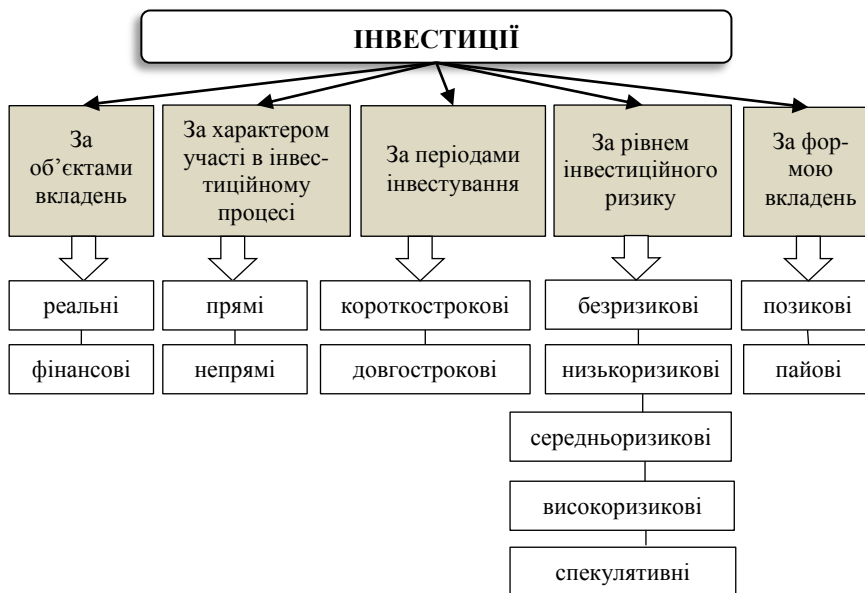 ІНВЕСТИЦІЇ
За
об’єктами
вкладень
За характером
участі в інвес-
тиційному
процесі
За періодами
інвестування
За рівнем
інвестиційного
ризику
За фор-
мою
вкладень
реальні
прямі
короткострокові
безризикові
позикові
фінансові
непрямі
довгострокові
низькоризикові
пайові
середньоризикові
високоризикові
спекулятивні